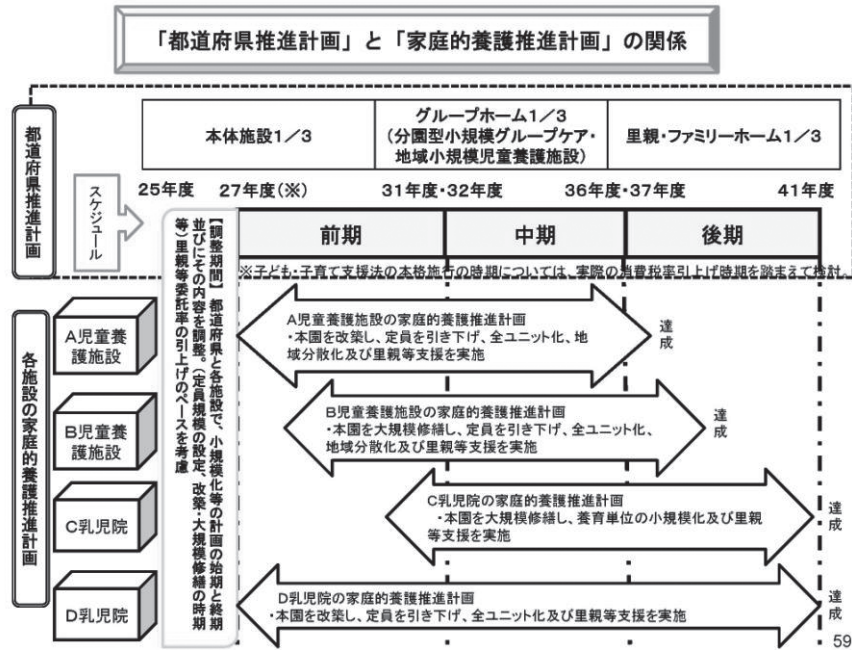 「都道府県推進計画」と「家庭的養護推進計画」の関係
都道府県推進計画
本体施設1／3
グループホーム1／3
(分園型小規模グループケア・
地域小規模児童養護施設)
里親・ファミリーホーム1／3
スケジュール
25年度
27年度(※)
31年度・32年度
36年度・37年度
41年度
前期
中期
後期
※子ども・子育て支援法の本格施行の時期については、実際の消費税率引上げ時期を踏まえて検討。
【調整期間】都道府県と各施設で、小規模化等の計画の始期と終期
並びにその内容を調整。(定員規模の設定、改築・大規模修繕の時期
等)里親等委託率の引上げのペースを考慮
各施設の家庭的養護推進計画
A児童養
護施設
A児童養護施設の家庭的養護推進計画
・本園を改築し、定員を引き下げ、全ユニット化、地
域分散化及び里親等支援を実施
達成
B児童養
護施設
B児童養護施設の家庭的養護推進計画
・本園を大規模修繕し、定員を引き下げ、全ユニット化、
地域分散化及び里親等支援を実施
達成
C乳児院
C乳児院の家庭的養護推進計画
・本園を大規模修繕し、養育単位の小規模化及び里親
等支援を実施
達成
D乳児院
D乳児院の家庭的養護推進計画
・本園を改築し、定員を引き下げ、全ユニット化及び里親等支援を実施
達成
59